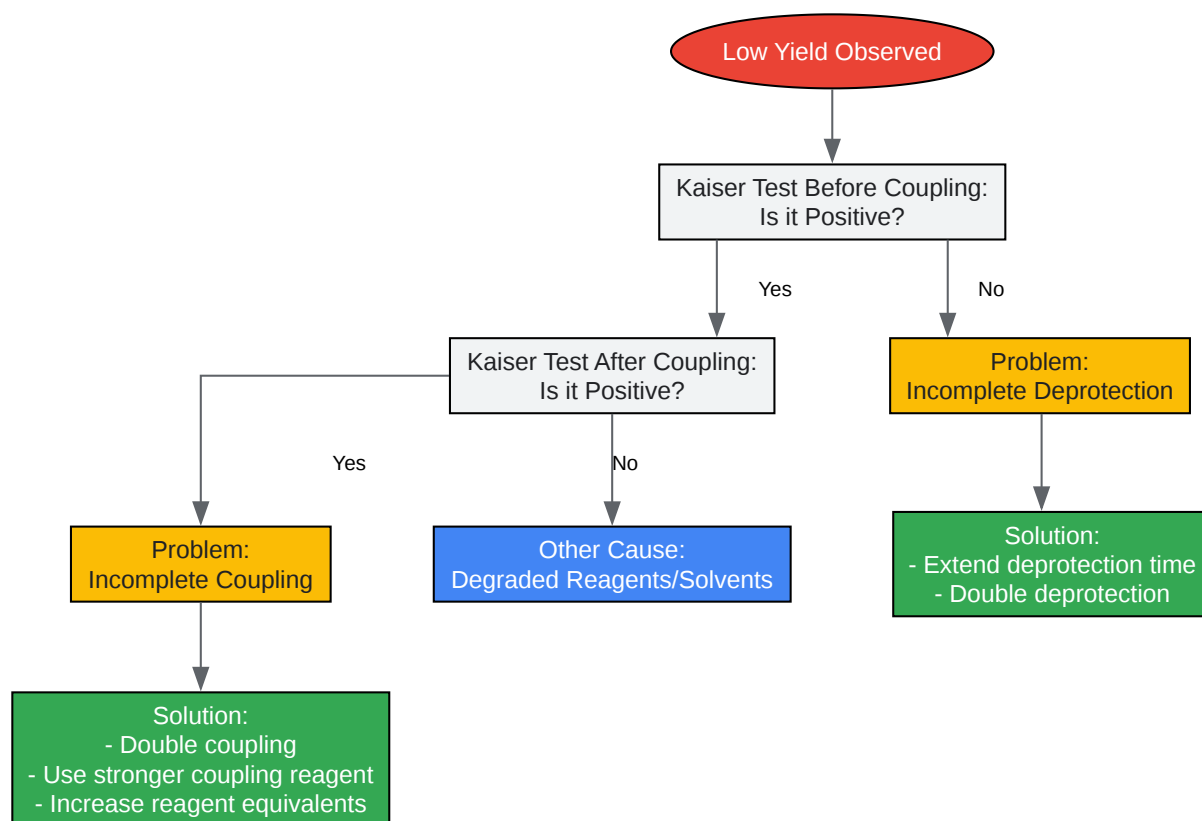 Low Yield Observed
Kaiser Test Before Coupling:
Is it Positive?
Yes
No
Kaiser Test After Coupling:
Is it Positive?
Problem:
Incomplete Deprotection
Yes
No
Problem:
Incomplete Coupling
Other Cause:
Degraded Reagents/Solvents
Solution:
- Extend deprotection time
- Double deprotection
Solution:
- Double coupling
- Use stronger coupling reagent
- Increase reagent equivalents